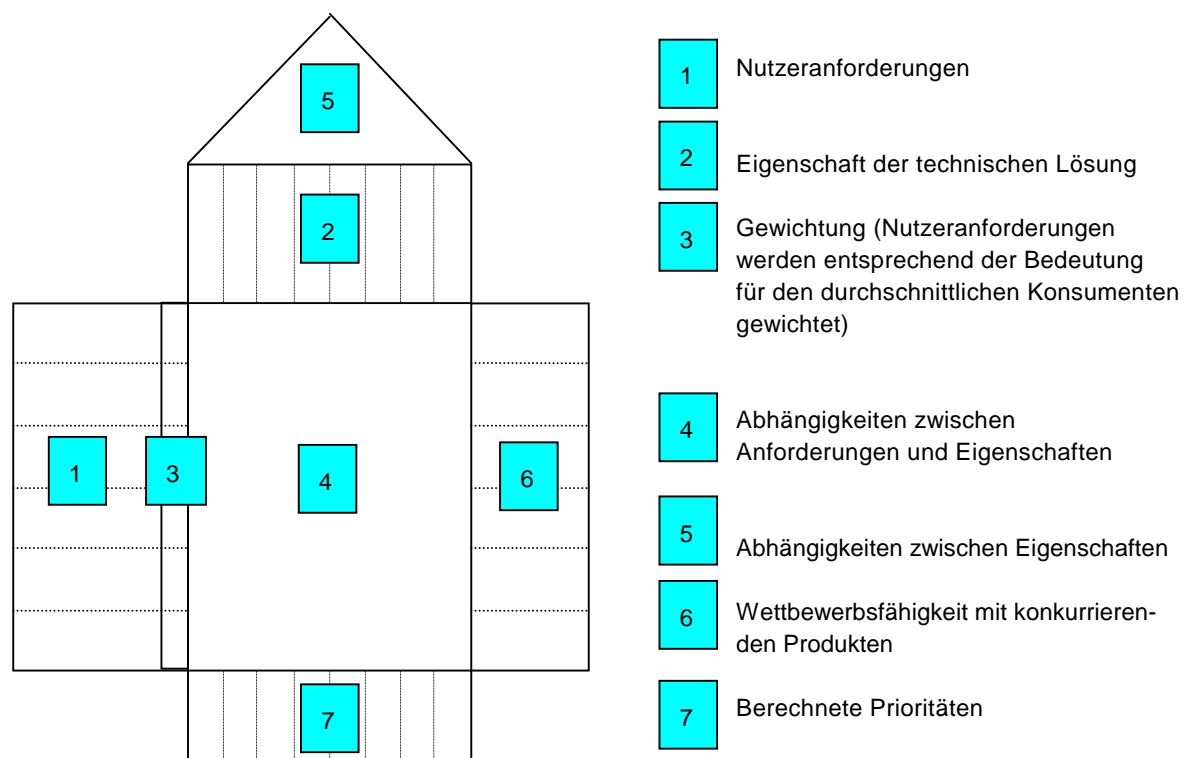 5
2
1
3
4
6
7
1 Nutzeranforderungen
2 Eigenschaft der technischen Lösung
3 Gewichtung (Nutzeranforderungen
werden entsprechend der Bedeutung
für den durchschnittlichen Konsumenten
gewichtet)
4 Abhängigkeiten zwischen
Anforderungen und Eigenschaften
5 Abhängigkeiten zwischen Eigenschaften
6 Wettbewerbsfähigkeit mit konkurrieren-
den Produkten
7 Berechnete Prioritäten